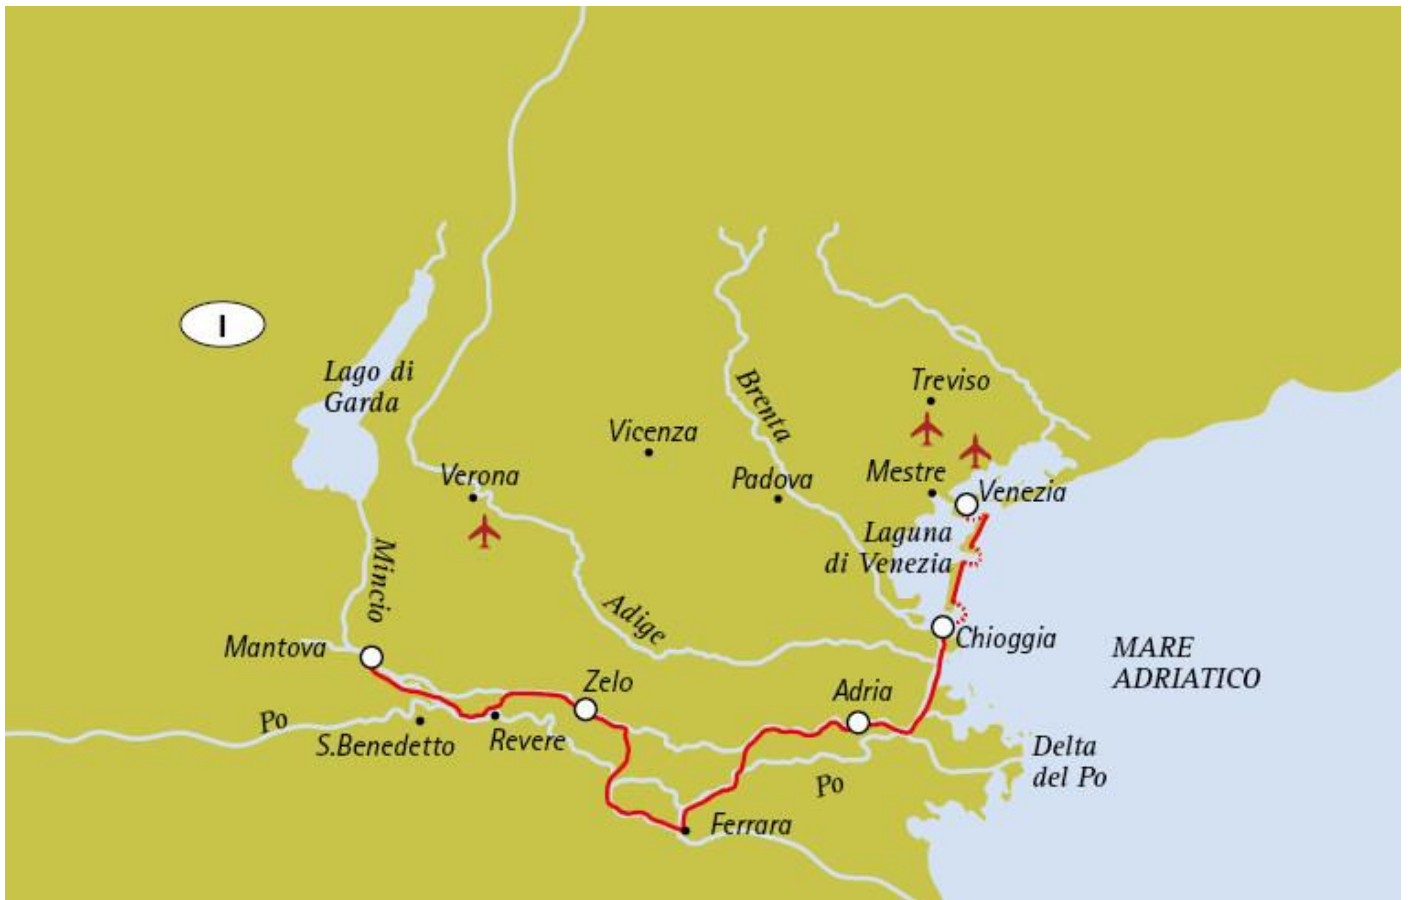 I
Lago di
Garda
Brenta
Treviso
Vicenza
Verona
Padova
Mestre
Venezia
Laguna
di Venezia
Mincio
Adige
Mantova
Chioggia
MARE
ADRIATICO
Zelo
Adria
Po
S.Benedetto
Revere
Delta
del Po
Po
Ferrara